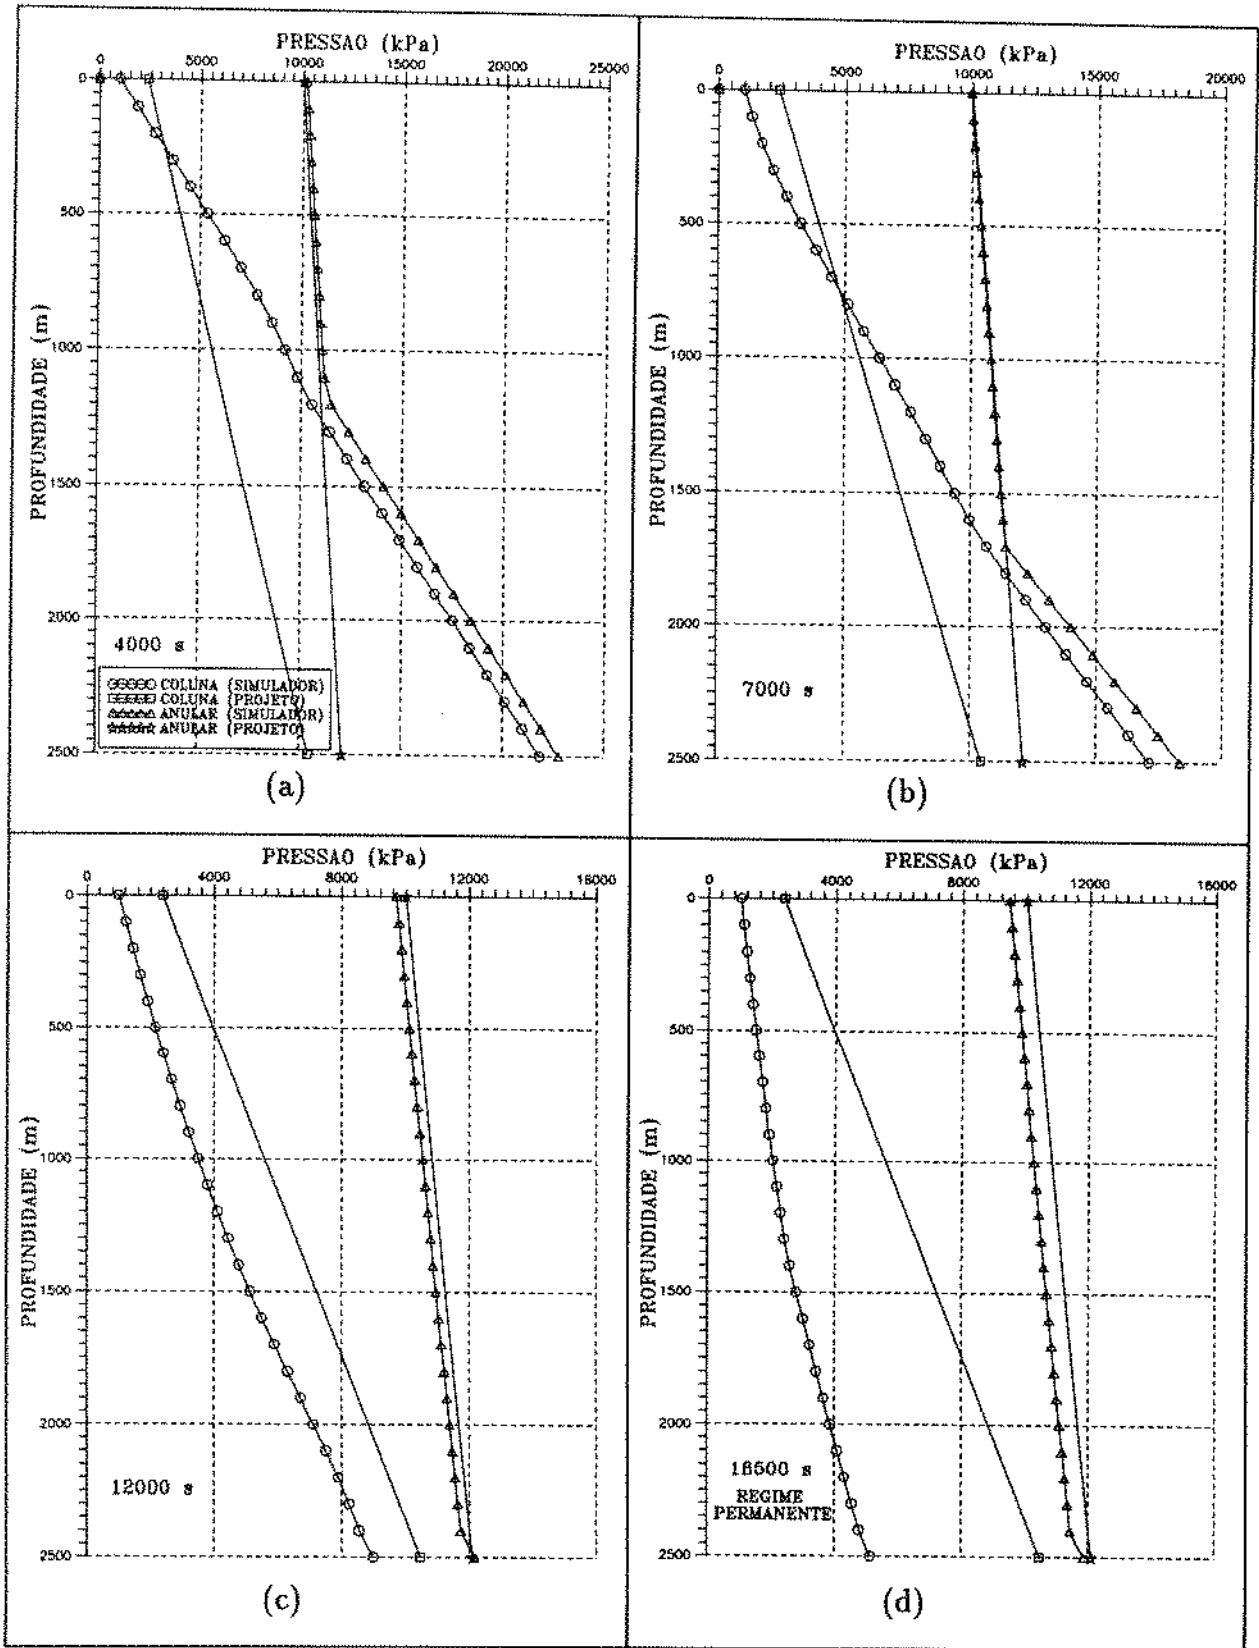 PRESSAO (kPa)
0 5000 10000 15000 20000 25000
0
500
1000
1500
2000
2500
PROFUNDIDADE (m)
4000 s
COLUNA (SIMULADOR)
COLUNA (PROJETO)
ANULAR (SIMULADOR)
ANULAR (PROJETO)
(a)
PRESSAO (kPa)
0 5000 10000 15000 20000
0
500
1000
1500
2000
2500
PROFUNDIDADE (m)
7000 s
(b)
PRESSAO (kPa)
0 4000 8000 12000 16000
0
500
1000
1500
2000
2500
PROFUNDIDADE (m)
12000 s
(c)
PRESSAO (kPa)
0 4000 8000 12000 16000
0
500
1000
1500
2000
2500
PROFUNDIDADE (m)
REGIME
PERMANENTE
(d)